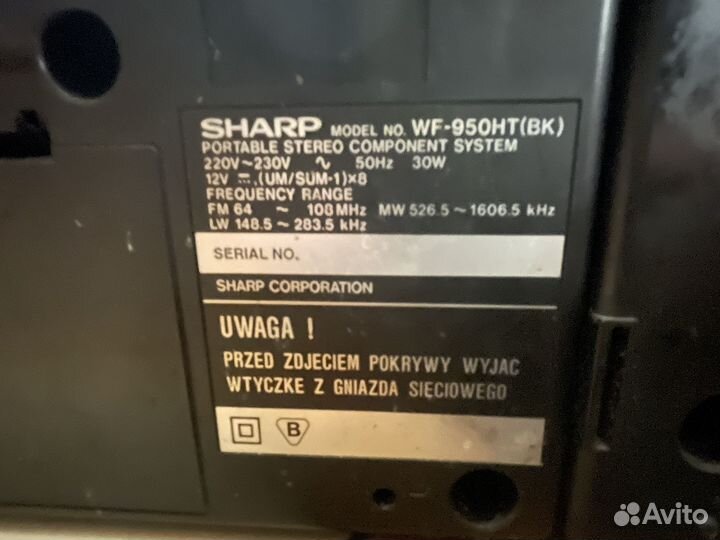 SHARP MODEL NO. WF-950HT(BK)
PORTABLE STEREO COMPONENT SYSTEM
220V~230V ∿ 50Hz 30W
12V ⎓,(UM/SUM-1)×8
FREQUENCY RANGE
FM 64 ~ 108 MHz MW 526.5 ~ 1606.5 kHz
LW 148.5 ~ 283.5 kHz
SERIAL NO.
SHARP CORPORATION
UWAGA !
PRZED ZDJECIEM POKRYWY WYJAC
WTYCZKE Z GNIAZDA SIĘCIOWEGO
B
Avito